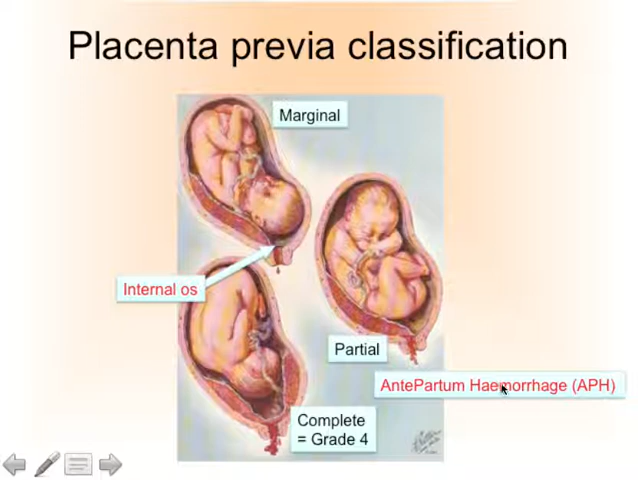 Placenta previa classification
Marginal
Internal os
Partial
AntePartum Haemorrhage (APH)
Complete
= Grade 4